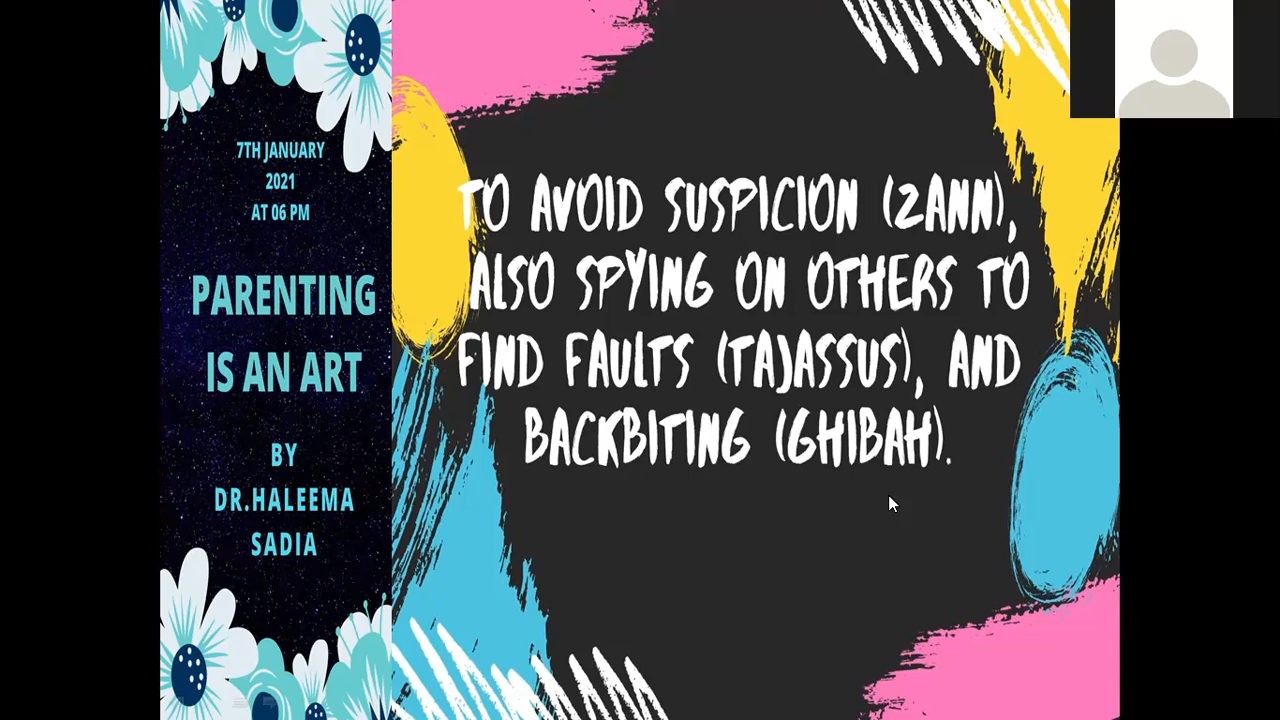 7TH JANUARY
2021
AT 06 PM
PARENTING
IS AN ART
BY
DR.HALEEMA
SADIA
TO AVOID SUSPICION (ZANN),
ALSO SPYING ON OTHERS TO
FIND FAULTS (TAJASSUS), AND
BACKBITING (GHIBAH).